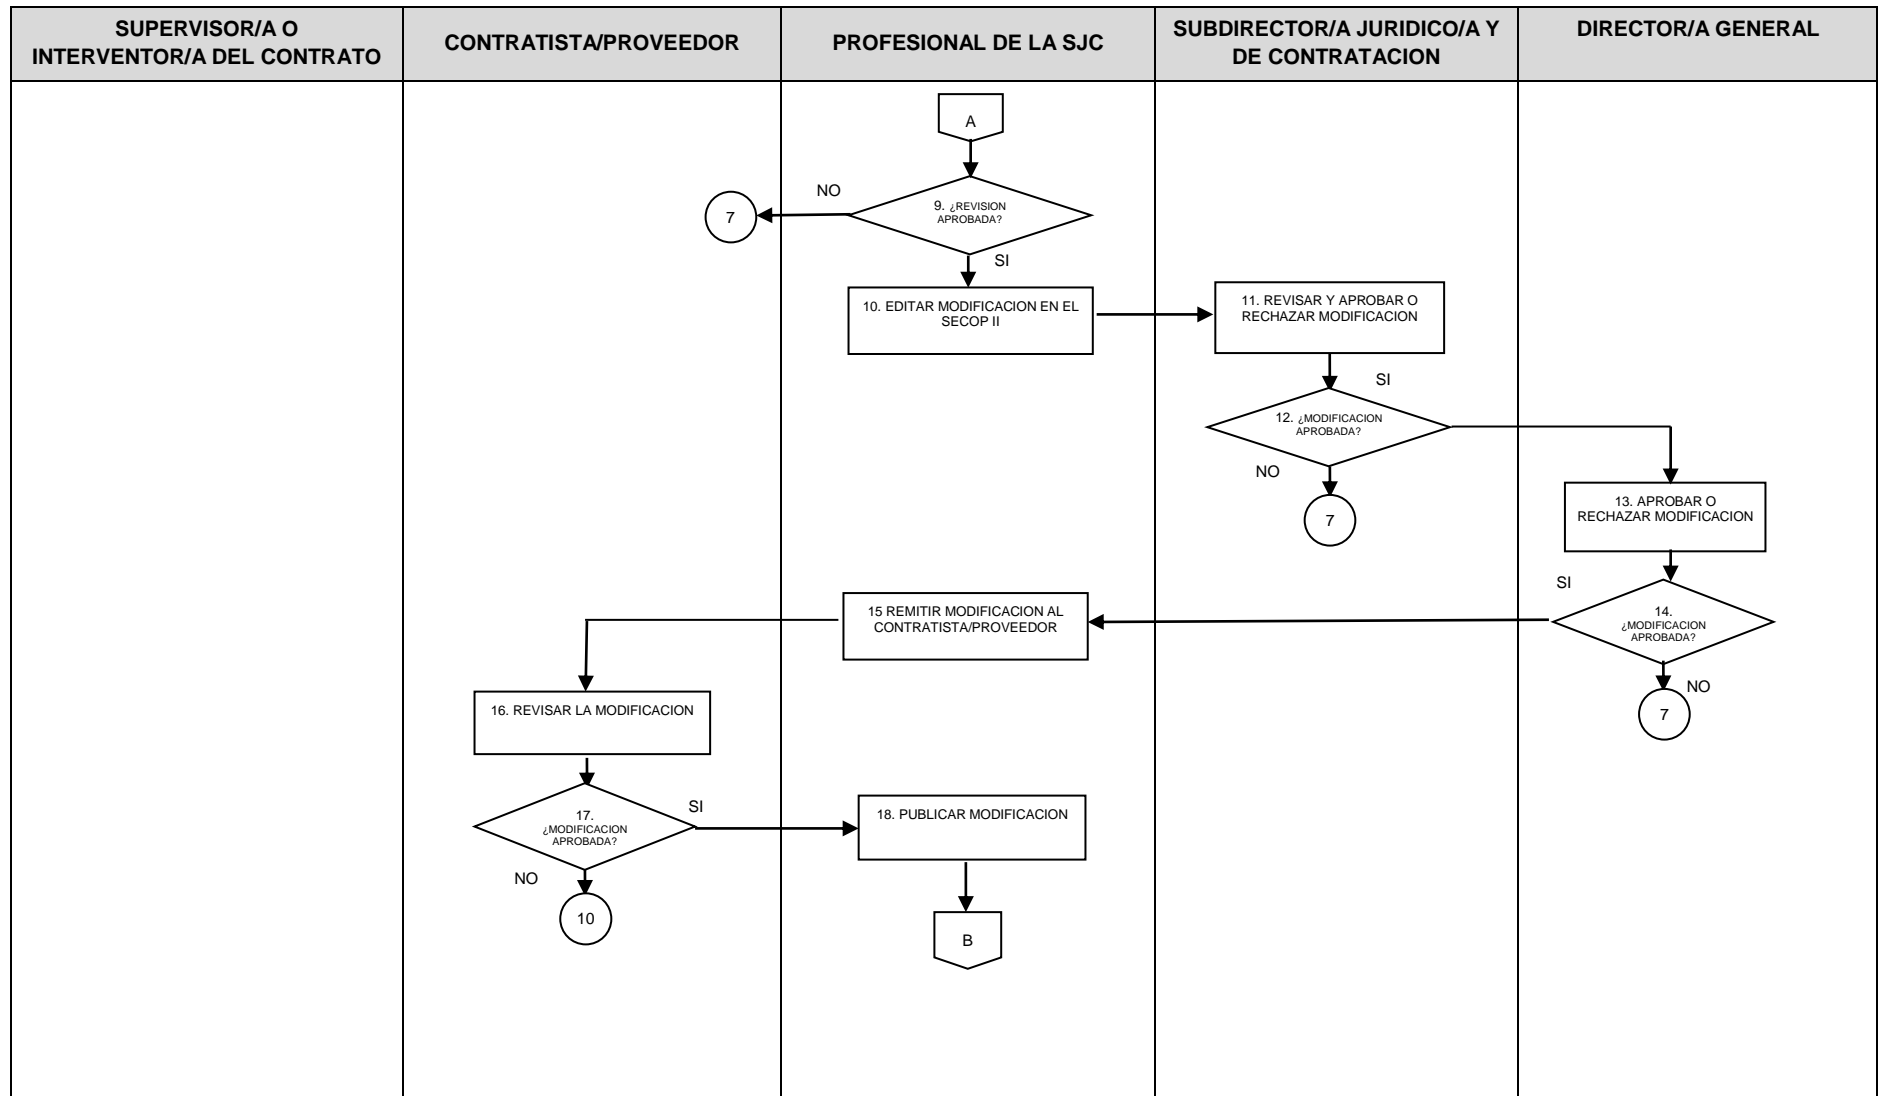 SUPERVISOR/A O
INTERVENTOR/A DEL CONTRATO
CONTRATISTA/PROVEEDOR
PROFESIONAL DE LA SJC
SUBDIRECTOR/A JURIDICO/A Y
DE CONTRATACION
DIRECTOR/A GENERAL
A
NO
7
9. ¿REVISION
APROBADA?
SI
10. EDITAR MODIFICACION EN EL
SECOP II
11. REVISAR Y APROBAR O
RECHAZAR MODIFICACION
SI
12. ¿MODIFICACION
APROBADA?
NO
7
13. APROBAR O
RECHAZAR MODIFICACION
SI
14.
¿MODIFICACION
APROBADA?
NO
7
15 REMITIR MODIFICACION AL
CONTRATISTA/PROVEEDOR
16. REVISAR LA MODIFICACION
17.
¿MODIFICACION
APROBADA?
SI
NO
10
18. PUBLICAR MODIFICACION
B